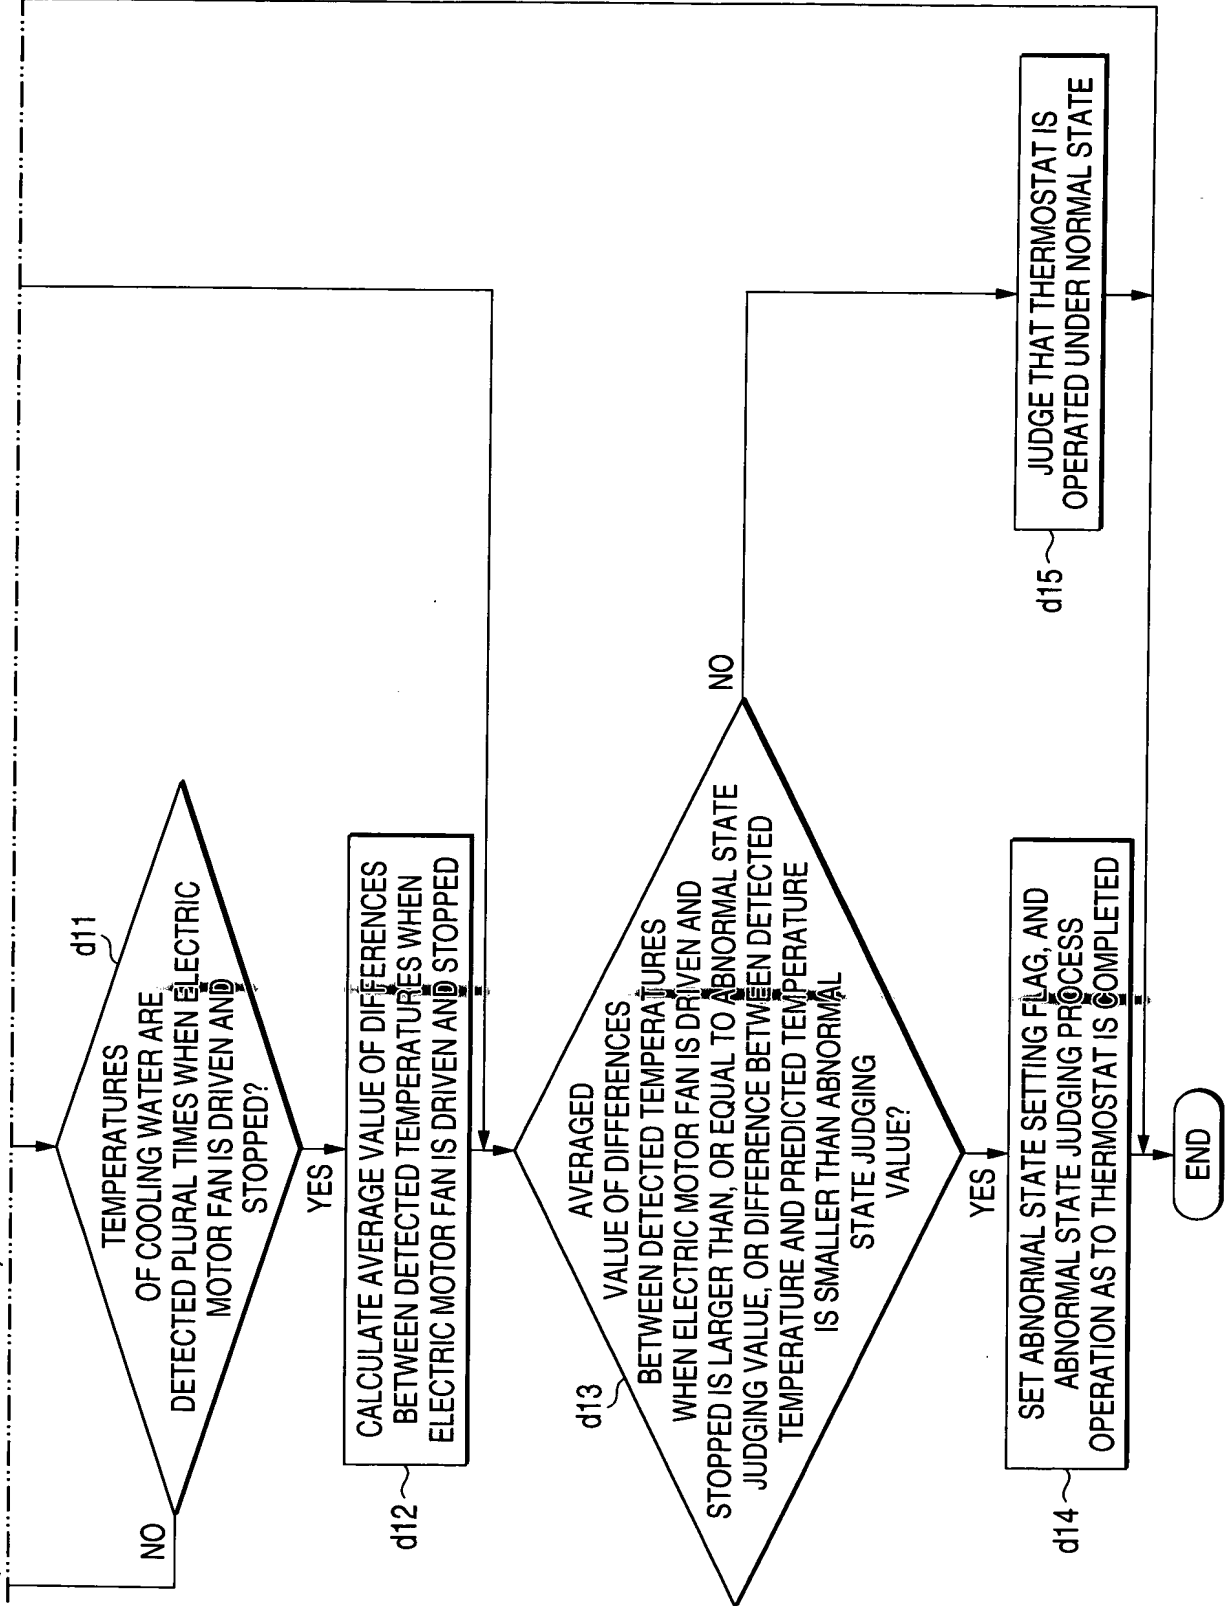 d11
TEMPERATURES
OF COOLING WATER ARE
DETECTED PLURAL TIMES WHEN ELECTRIC
MOTOR FAN IS DRIVEN AND
STOPPED?
NO
YES
d12
CALCULATE AVERAGE VALUE OF DIFFERENCES
BETWEEN DETECTED TEMPERATURES WHEN
ELECTRIC MOTOR FAN IS DRIVEN AND STOPPED
d13
AVERAGED
VALUE OF DIFFERENCES
BETWEEN DETECTED TEMPERATURES
WHEN ELECTRIC MOTOR FAN IS DRIVEN AND
STOPPED IS LARGER THAN, OR EQUAL TO ABNORMAL STATE
JUDGING VALUE, OR DIFFERENCE BETWEEN DETECTED
TEMPERATURE AND PREDICTED TEMPERATURE
IS SMALLER THAN ABNORMAL
STATE JUDGING
VALUE?
NO
YES
d14
SET ABNORMAL STATE SETTING FLAG, AND
ABNORMAL STATE JUDGING PROCESS
OPERATION AS TO THERMOSTAT IS COMPLETED
d15
JUDGE THAT THERMOSTAT IS
OPERATED UNDER NORMAL STATE
END